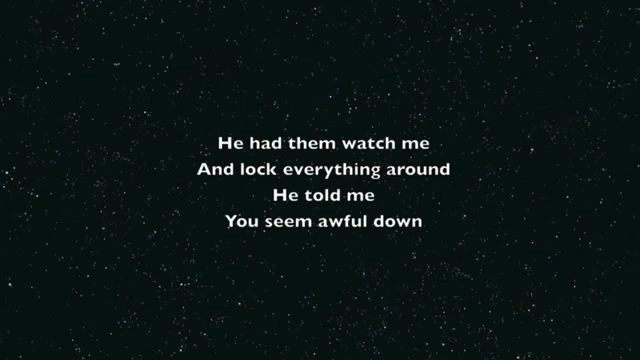 He had them watch me
And lock everything around
He told me
You seem awful down